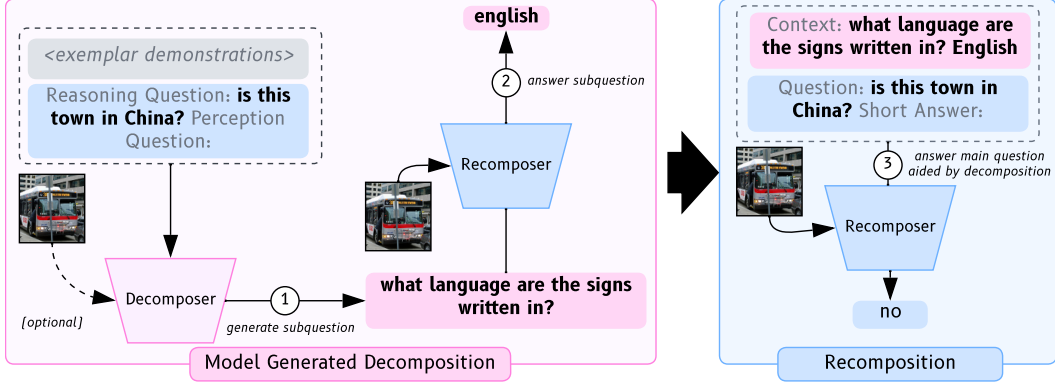 <exemplar demonstrations>
Reasoning Question: is this
town in China? Perception
Question:
[optional]
Decomposer
1
generate subquestion
what language are the signs
written in?
Recomposer
2
answer subquestion
english
Model Generated Decomposition
Context: what language are
the signs written in? English
Question: is this town in
China? Short Answer:
3
answer main question
aided by decomposition
Recomposer
no
Recomposition